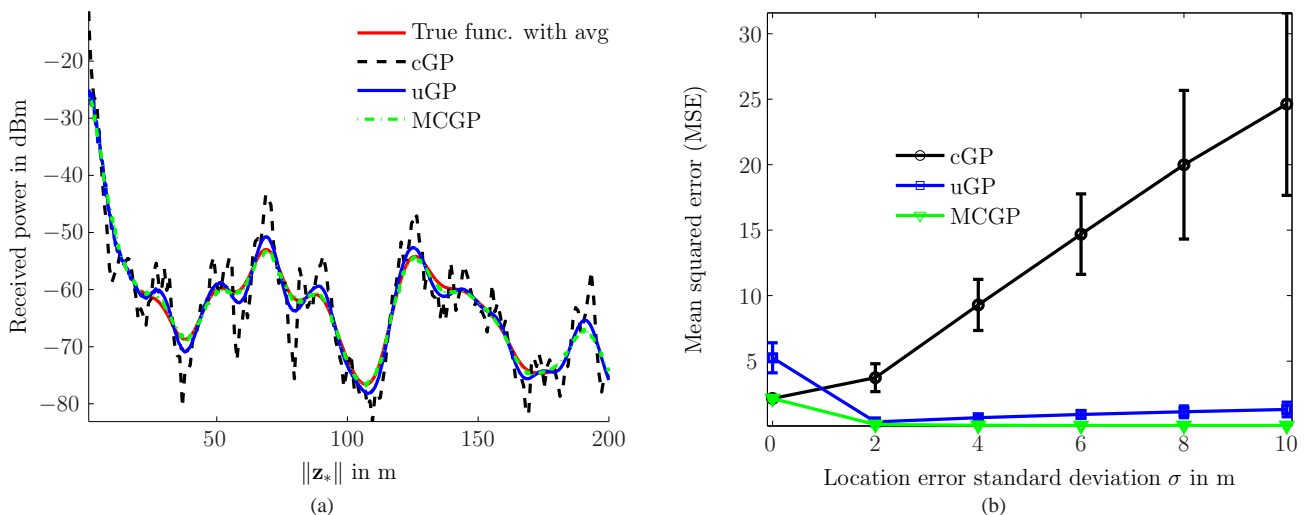 True func. with avg
cGP
uGP
MCGP
−20
−30
−40
−50
−60
−70
−80
Received power in dBm
50
100
150
200
‖z∗‖ in m
(a)
cGP
uGP
MCGP
30
25
20
15
10
5
Mean squared error (MSE)
0
2
4
6
8
10
Location error standard deviation σ in m
(b)